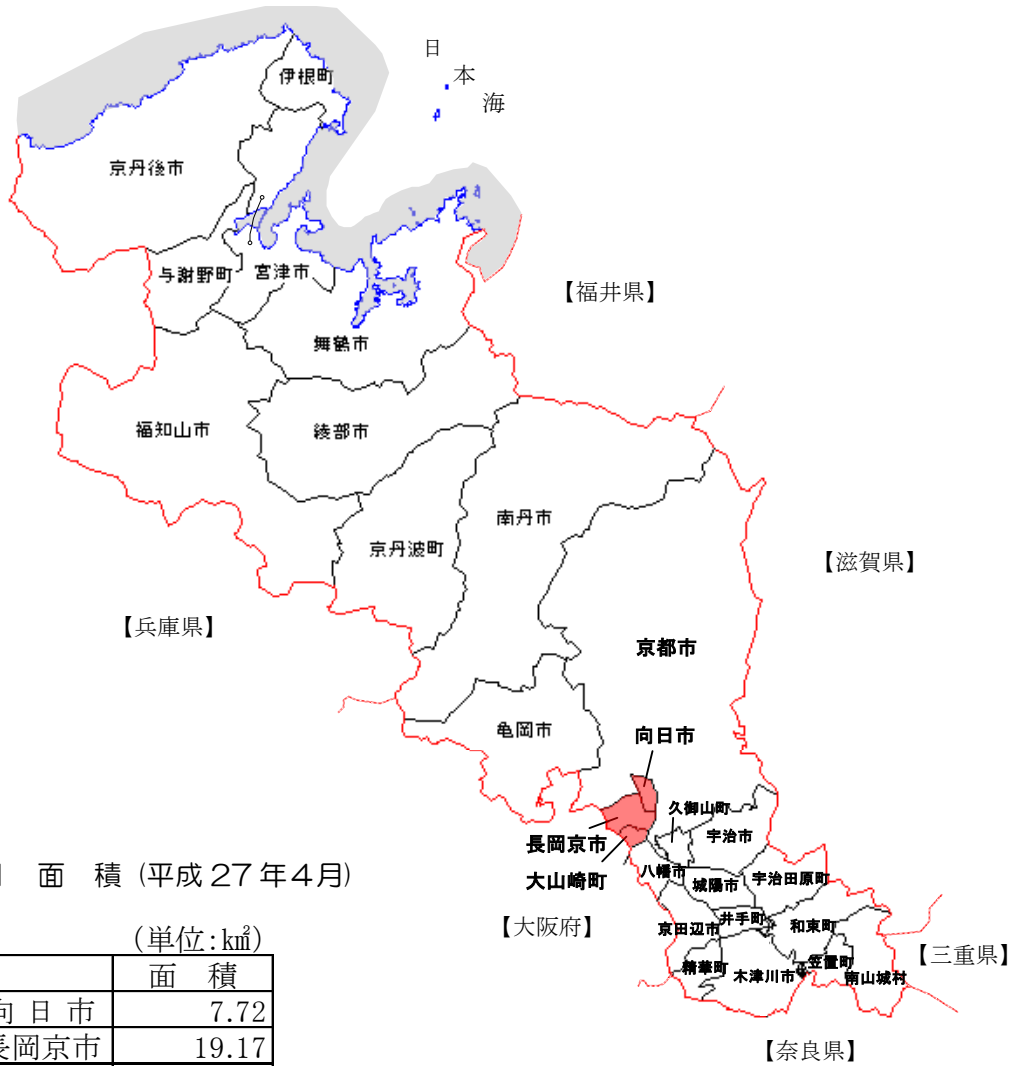 日本海
伊根町
京丹後市
与謝野町
宮津市
【福井県】
舞鶴市
福知山市
綾部市
南丹市
京丹波町
【滋賀県】
【兵庫県】
京都市
亀岡市
向日市
久御山町
宇治市
長岡京市
大山崎町
八幡市
城陽市
宇治田原町
面 積 (平成27年4月)
【大阪府】
京田辺市
井手町
和束町
(単位:k㎡)
精華町
木津川市
笠置町
南山城村
【三重県】
面 積
向 日 市 7.72
長岡京市 19.17
【奈良県】